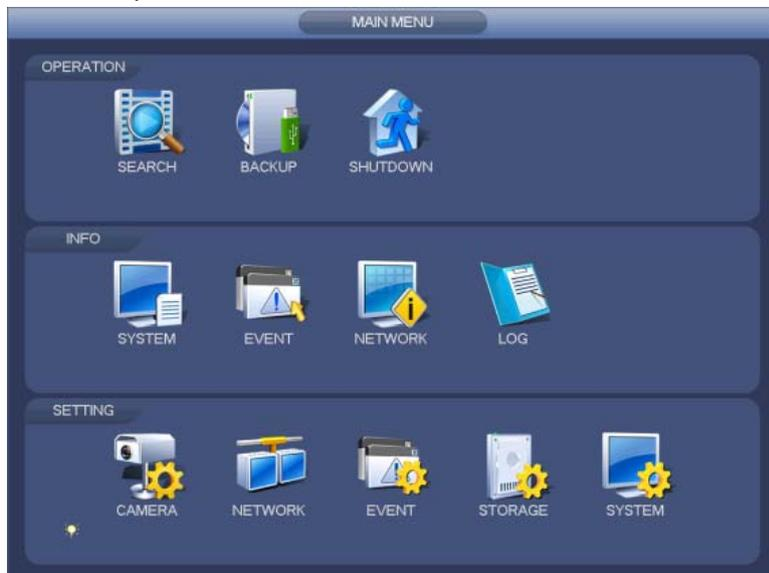 MAIN MENU
OPERATION
SEARCH BACKUP SHUTDOWN
INFO
SYSTEM EVENT NETWORK LOG
SETTING
CAMERA NETWORK EVENT STORAGE SYSTEM